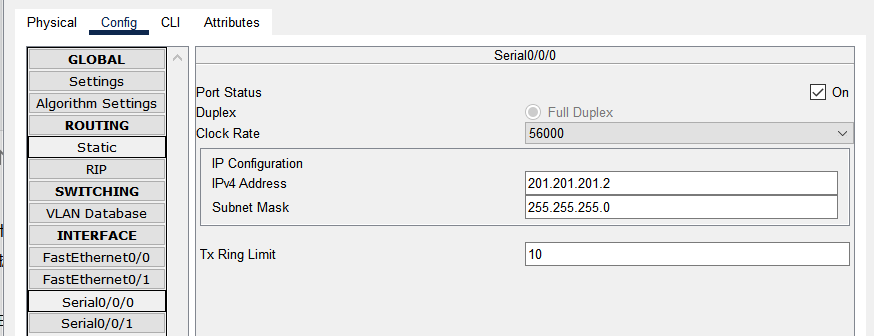 Physical Config CLI Attributes
GLOBAL
Settings
Algorithm Settings
ROUTING
Static
RIP
SWITCHING
VLAN Database
INTERFACE
FastEthernet0/0
FastEthernet0/1
Serial0/0/0
Serial0/0/1
Serial0/0/0
Port Status On
Duplex Full Duplex
Clock Rate 56000
IP Configuration
IPv4 Address 201.201.201.2
Subnet Mask 255.255.255.0
Tx Ring Limit 10